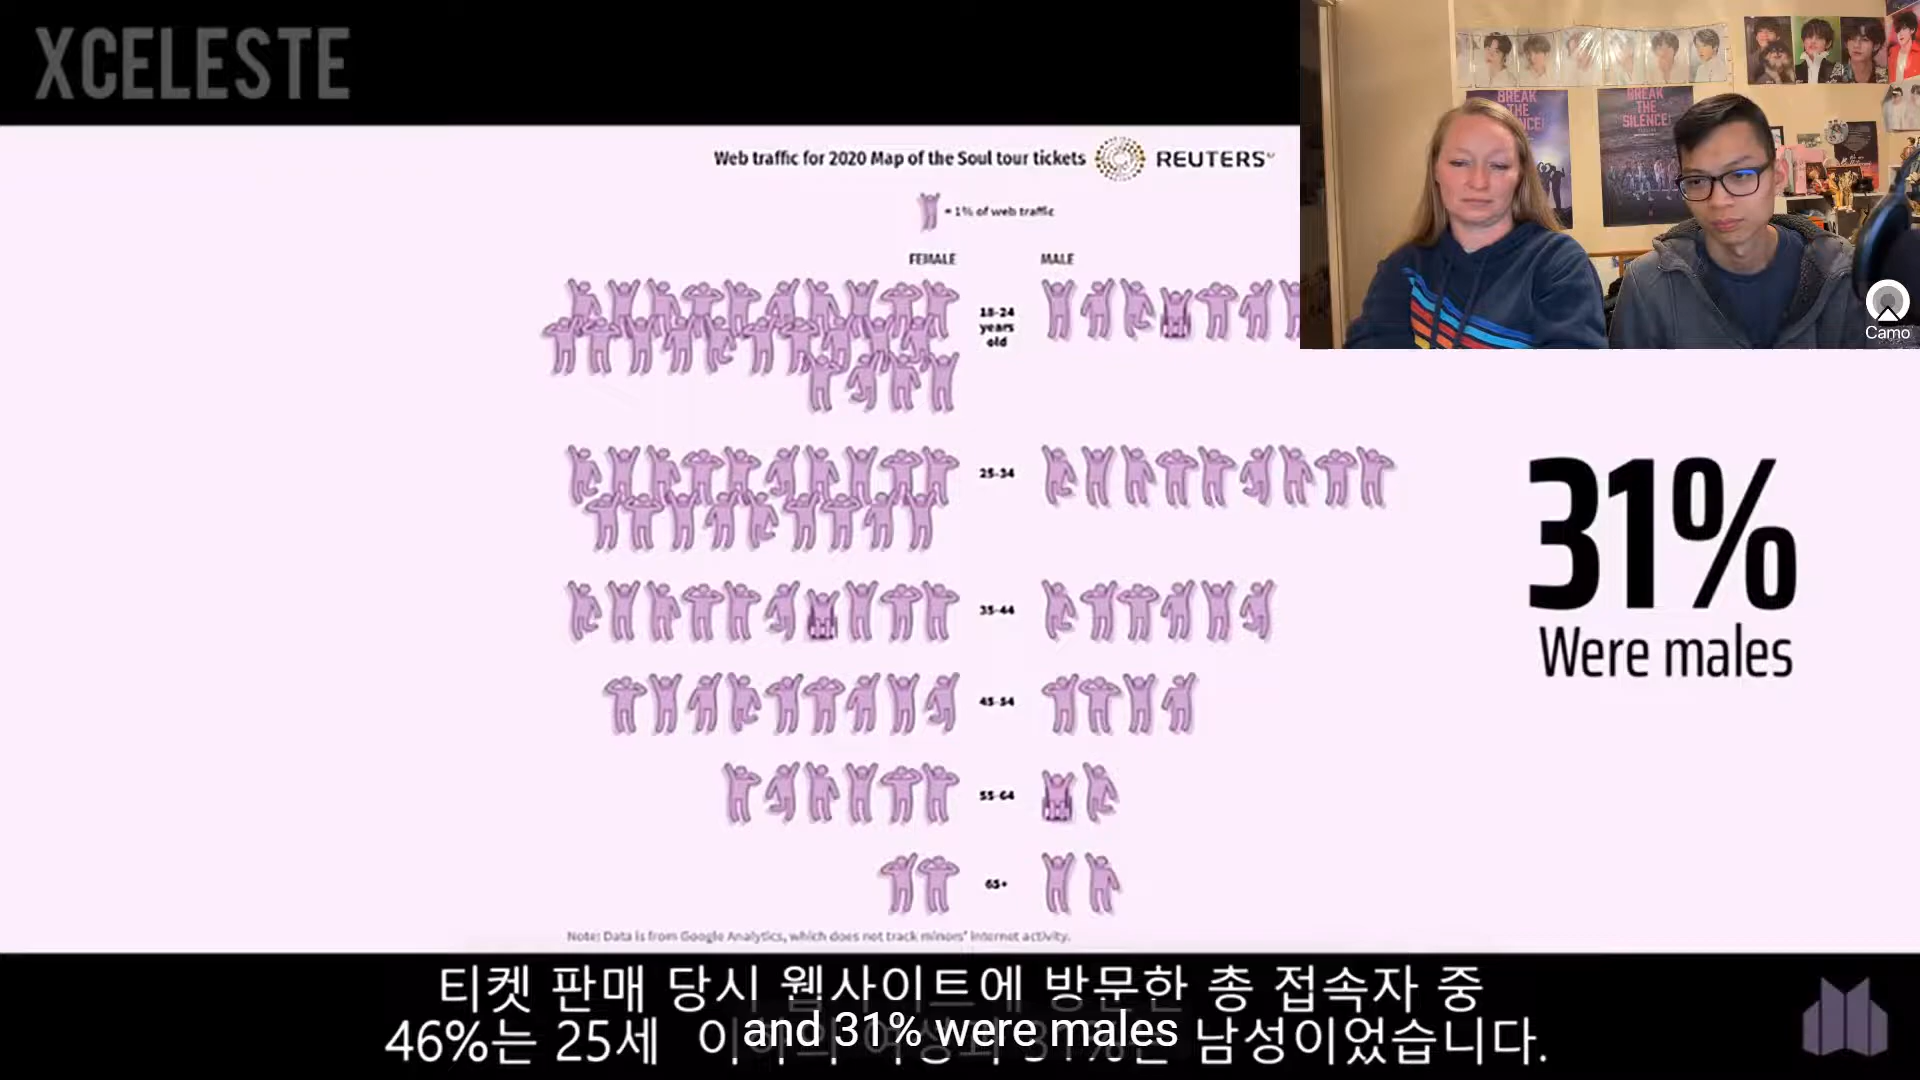 XCELESTE
Web traffic for 2020 Map of the Soul tour tickets
REUTERS
= 1% of web traffic
FEMALE
MALE
18-24
years
old
25-34
35-44
45-54
55-64
65+
Note: Data is from Google Analytics, which does not track minors' internet activity.
31%
Were males
BREAK
THE
SILENCE:
BREAK
THE
SILENCE:
Camo
티켓 판매 당시 웹사이트에 방문한 총 접속자 중
46%는 25세 남성이었습니다.
and 31% were males